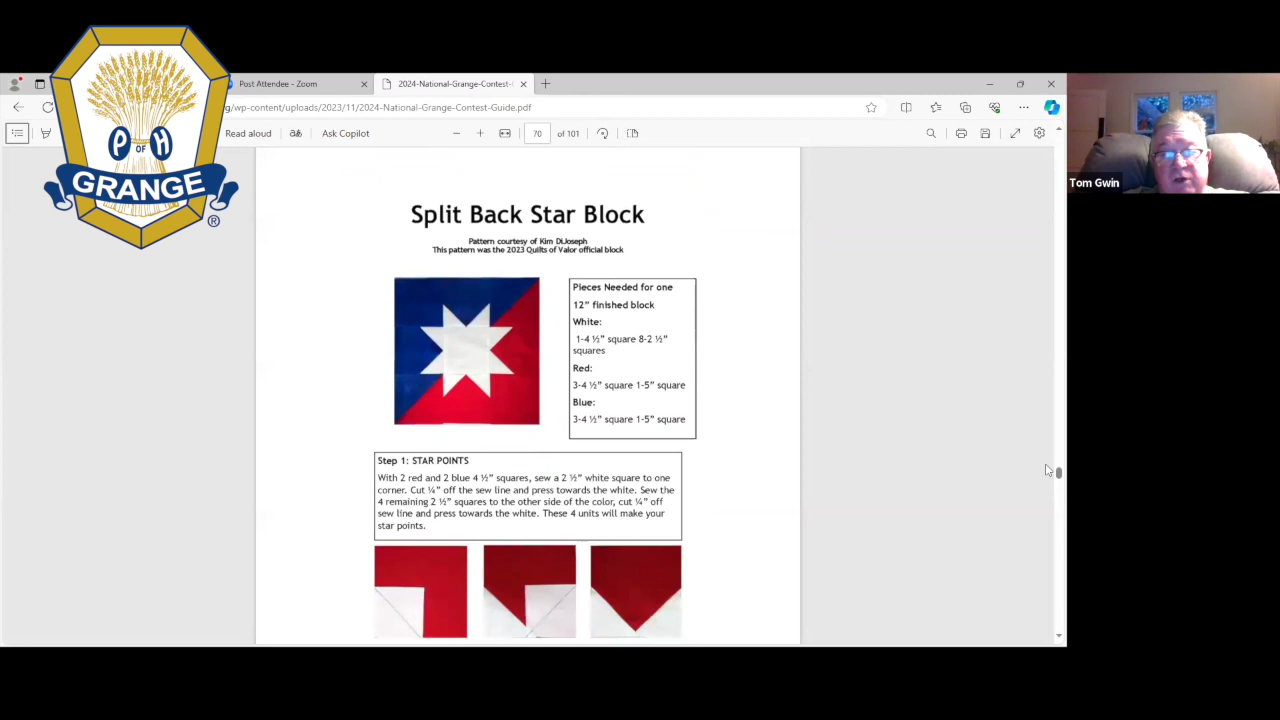 Post Attendee - Zoom
2024-National-Grange-Contest-
g/wp-content/uploads/2023/11/2024-National-Grange-Contest-Guide.pdf
Read aloud
Ask Copilot
70
of 101
P OF H
GRANGE
®
Tom Gwin
Split Back Star Block
Pattern courtesy of Kim DiJoseph
This pattern was the 2023 Quilts of Valor official block
Pieces Needed for one
12" finished block
White:
1-4 ½" square 8-2 ½"
squares
Red:
3-4 ½" square 1-5" square
Blue:
3-4 ½" square 1-5" square
Step 1: STAR POINTS
With 2 red and 2 blue 4 ½" squares, sew a 2 ½" white square to one
corner. Cut ¼" off the sew line and press towards the white. Sew the
4 remaining 2 ½" squares to the other side of the color, cut ¼" off
sew line and press towards the white. These 4 units will make your
star points.